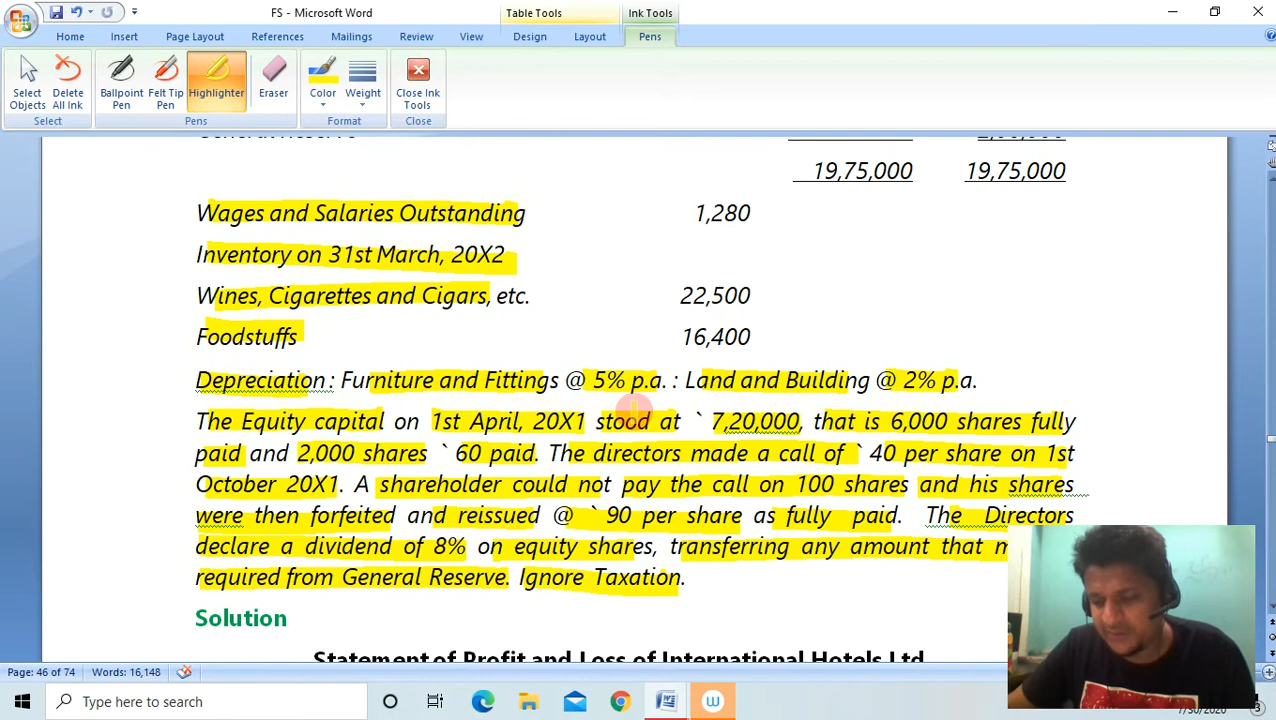 FS - Microsoft Word
Table Tools
Ink Tools
Home Insert Page Layout References Mailings Review View Design Layout Pens
Select Objects
Delete All Ink
Ballpoint Pen
Felt Tip Pen
Highlighter
Eraser
Color
Weight
Close Ink Tools
Select Pens Format Close
19,75,000 19,75,000
Wages and Salaries Outstanding 1,280
Inventory on 31st March, 20X2
Wines, Cigarettes and Cigars, etc. 22,500
Foodstuffs 16,400
Depreciation : Furniture and Fittings @ 5% p.a. : Land and Building @ 2% p.a.
The Equity capital on 1st April, 20X1 stood at ` 7,20,000, that is 6,000 shares fully
paid and 2,000 shares ` 60 paid. The directors made a call of ` 40 per share on 1st
October 20X1. A shareholder could not pay the call on 100 shares and his shares
were then forfeited and reissued @ ` 90 per share as fully paid. The Directors
declare a dividend of 8% on equity shares, transferring any amount that
required from General Reserve. Ignore Taxation.
Solution
Statement of Profit and Loss of International Hotels Ltd
Page: 46 of 74 Words: 16,148
Type here to search
7/30/2020